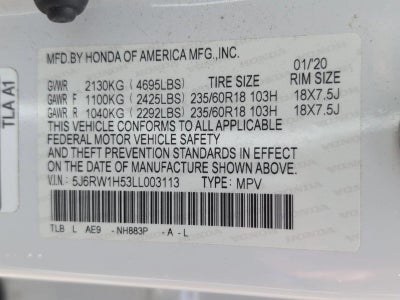 MFD.BY HONDA OF AMERICA MFG.,INC.
01/'20
TIRE SIZE RIM SIZE
GVWR 2130KG (4695LBS)
GAWR F 1100KG (2425LBS) 235/60R18 103H 18X7.5J
GAWR R 1040KG (2292LBS) 235/60R18 103H 18X7.5J
THIS VEHICLE CONFORMS TO ALL APPLICABLE
FEDERAL MOTOR VEHICLE SAFETY
AND THEFT PREVENTION STANDARDS IN EFFECT
ON THE DATE OF MANUFACTURE SHOWN ABOVE.
V.I.N.: 5J6RW1H53LL003113 TYPE: MPV
TLB L AE9 -NH883P -A-L
TLA A1